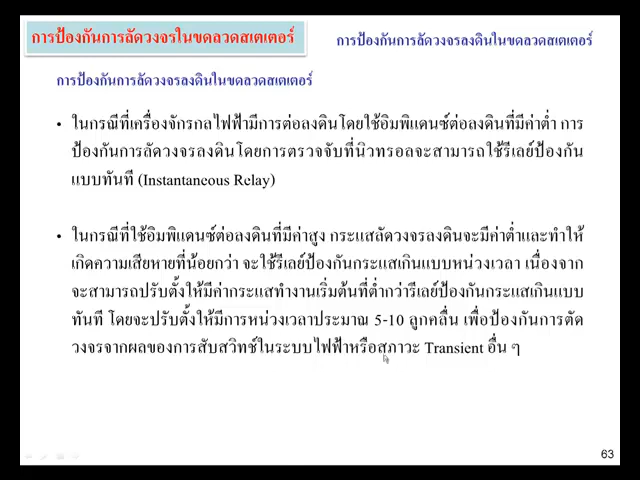 การป้องกันการลัดวงจรในขดลวดสเตเตอร์
การป้องกันการลัดวงจรลงดินในขดลวดสเตเตอร์
การป้องกันการลัดวงจรลงดินในขดลวดสเตเตอร์
• ในกรณีที่เครื่องจักรกลไฟฟ้ามีการต่อลงดินโดยใช้อิมพีแดนซ์ต่อลงดินที่มีค่าต่ำ การ
ป้องกันการลัดวงจรลงดินโดยการตรวจจับที่นิวทรอลจะสามารถใช้รีเลย์ป้องกัน
แบบทันที (Instantaneous Relay)
• ในกรณีที่ใช้อิมพีแดนซ์ต่อลงดินที่มีค่าสูง กระแสลัดวงจรลงดินจะมีค่าต่ำและทำให้
เกิดความเสียหายที่น้อยกว่า จะใช้รีเลย์ป้องกันกระแสเกินแบบหน่วงเวลา เนื่องจาก
จะสามารถปรับตั้งให้มีค่ากระแสทำงานเริ่มต้นที่ต่ำกว่ารีเลย์ป้องกันกระแสเกินแบบ
ทันที โดยจะปรับตั้งให้มีการหน่วงเวลาประมาณ 5-10 ลูกคลื่น เพื่อป้องกันการตัด
วงจรจากผลของการสับสวิทช์ในระบบไฟฟ้าหรือสภาวะ Transient อื่น ๆ
63